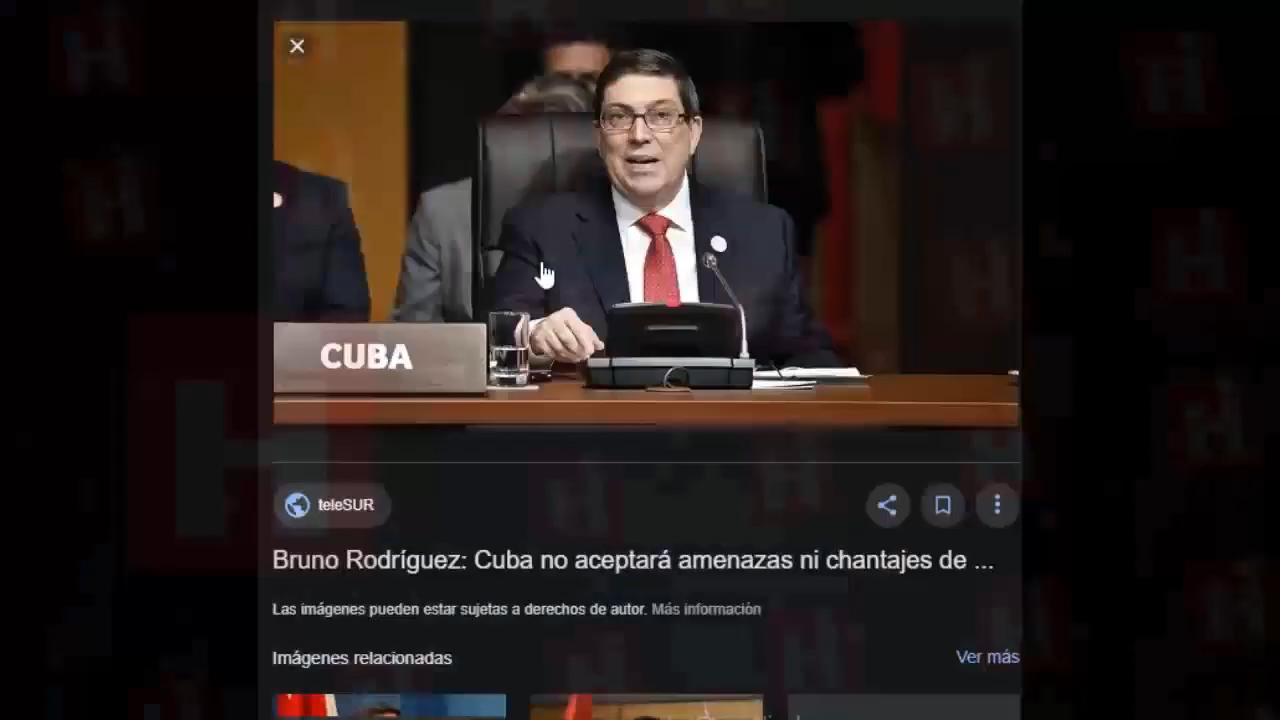 CUBA
teleSUR
Bruno Rodríguez: Cuba no aceptará amenazas ni chantajes de ...
Las imágenes pueden estar sujetas a derechos de autor. Más información
Imágenes relacionadas
Ver más